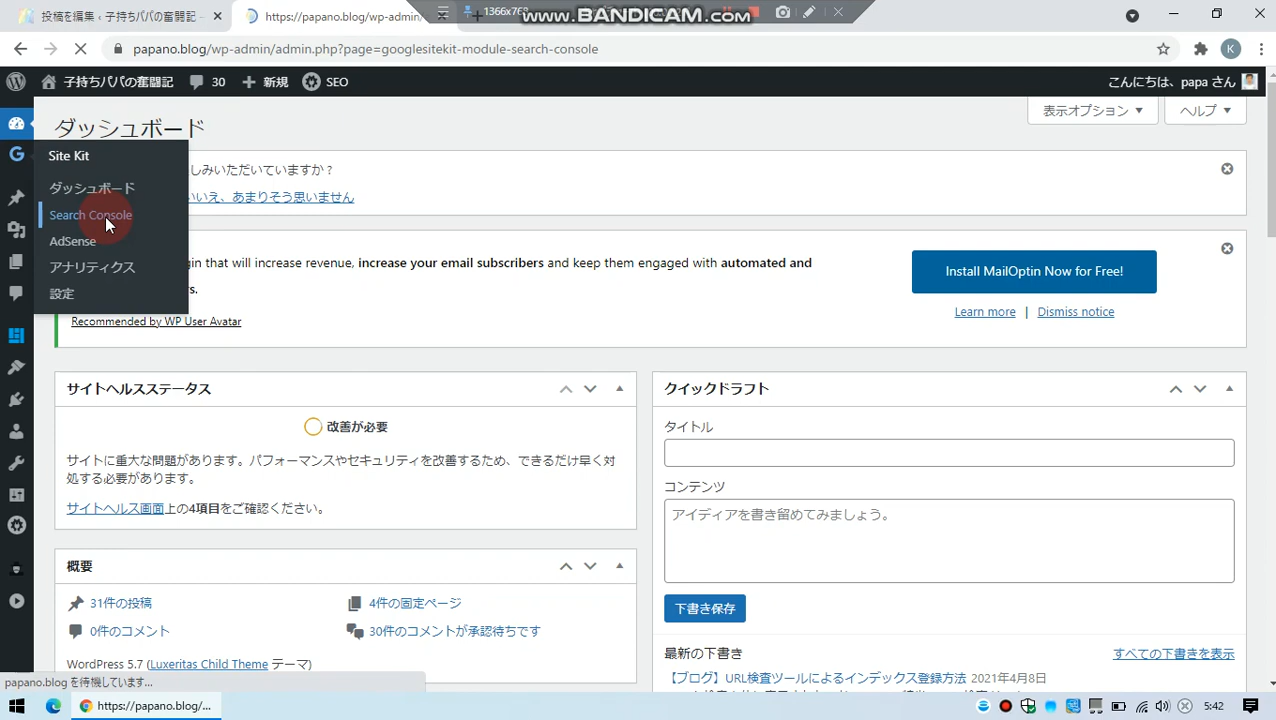 投稿を編集 ‹ 子持ちパパの奮闘記 –
https://papano.blog/wp-admin/
1366x768
www.BANDICAM.com
papano.blog/wp-admin/admin.php?page=googlesitekit-module-search-console
K
子持ちパパの奮闘記
30
新規
SEO
こんにちは、papa さん
ダッシュボード
表示オプション ▼
ヘルプ ▼
Site Kit
ダッシュボード
Search Console
AdSense
アナリティクス
設定
しみいただいていますか ?
いいえ、あまりそう思いません
gin that will increase revenue, increase your email subscribers and keep them engaged with automated and
s.
Recommended by WP User Avatar
Install MailOptin Now for Free!
Learn more | Dismiss notice
サイトヘルスステータス
改善が必要
サイトに重大な問題があります。パフォーマンスやセキュリティを改善するため、できるだけ早く対
処する必要があります。
サイトヘルス画面上の4項目をご確認ください。
概要
31件の投稿
4件の固定ページ
0件のコメント
30件のコメントが承認待ちです
WordPress 5.7 (Luxeritas Child Theme テーマ)
クイックドラフト
タイトル
コンテンツ
アイディアを書き留めてみましょう。
下書き保存
最新の下書き
すべての下書きを表示
【ブログ】URL検査ツールによるインデックス登録方法 2021年4月8日
papano.blog を待機しています...
https://papano.blog/...
5:42